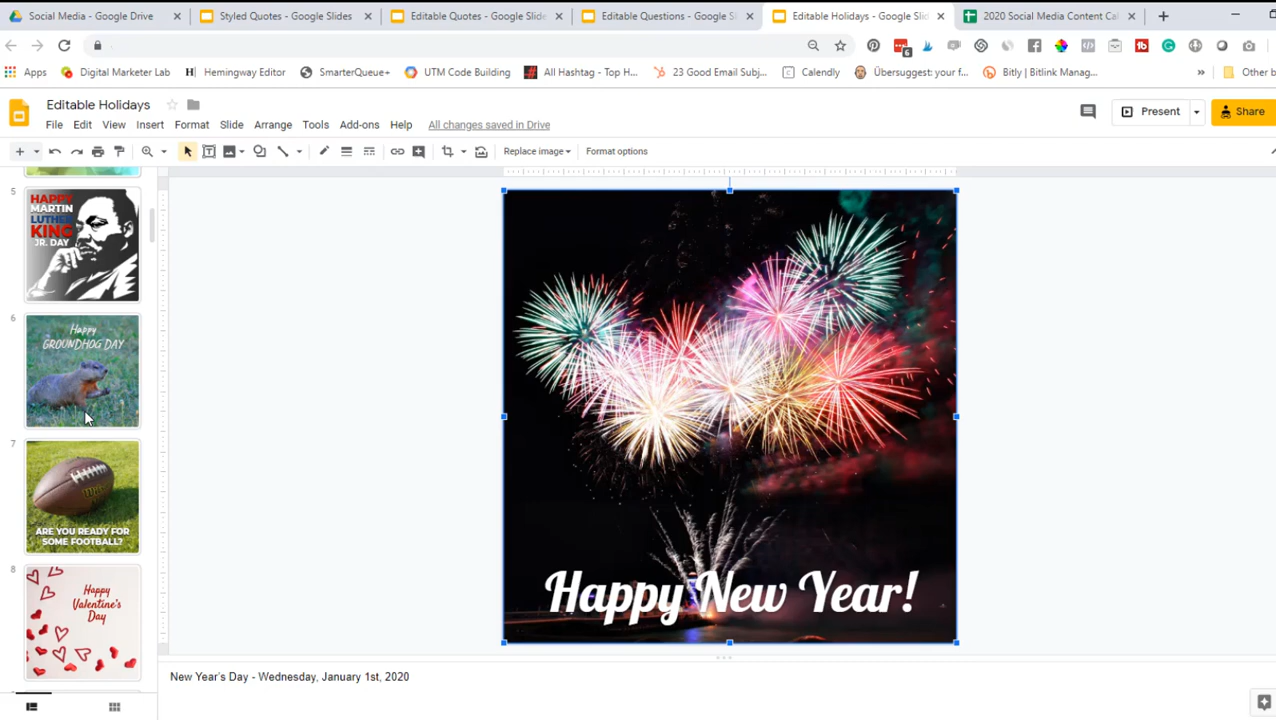 Social Media - Google Drive
Styled Quotes - Google Slides
Editable Quotes - Google Slide
Editable Questions - Google Sl
Editable Holidays - Google Slid
2020 Social Media Content Cal
6
Apps
Digital Marketer Lab
Hemingway Editor
SmarterQueue+
UTM Code Building
All Hashtag - Top H...
23 Good Email Subj...
Calendly
Übersuggest: your f...
Bitly | Bitlink Manag...
Other b
Editable Holidays
File Edit View Insert Format Slide Arrange Tools Add-ons Help
All changes saved in Drive
Present
Share
Replace image
Format options
5
HAPPY
MARTIN
LUTHER
KING
JR. DAY
6
Happy
GROUNDHOG DAY
7
ARE YOU READY FOR
SOME FOOTBALL?
8
Happy
Valentine's
Day
Happy New Year!
New Year's Day - Wednesday, January 1st, 2020